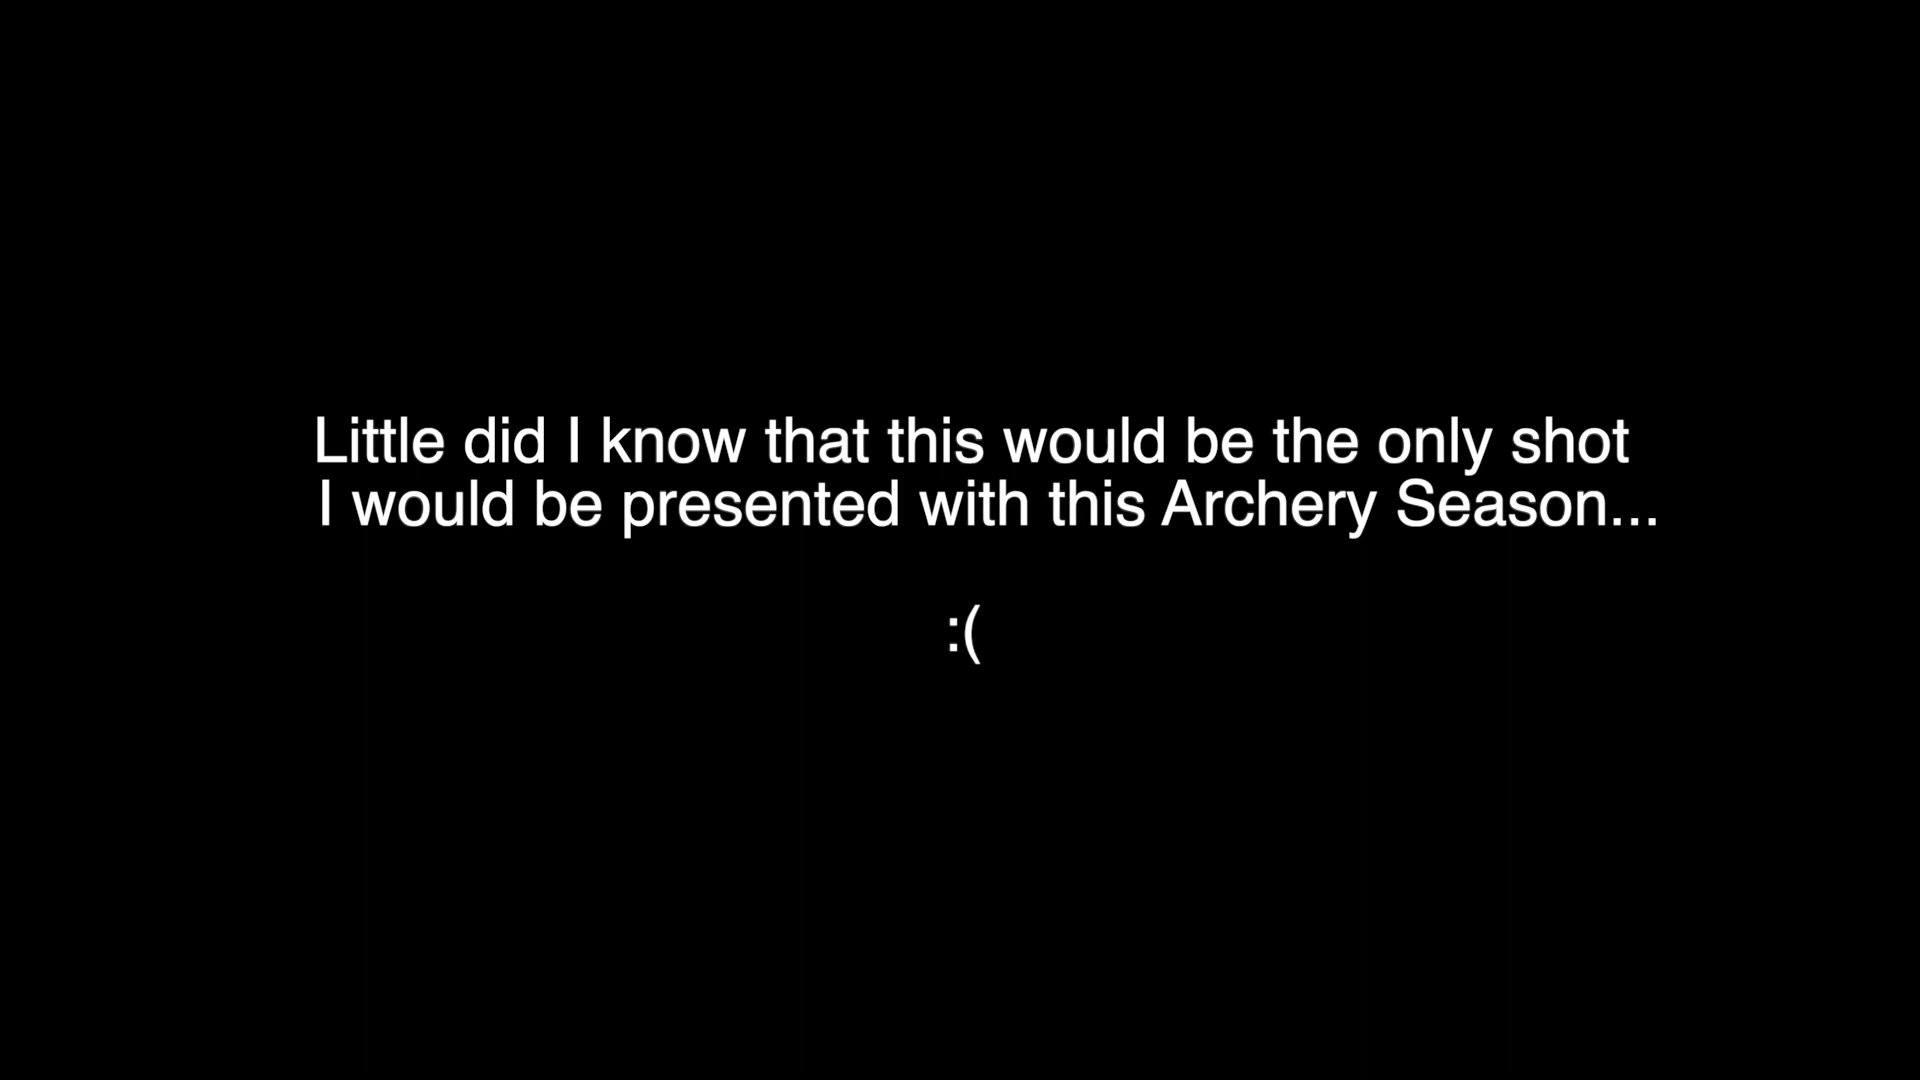 Little did I know that this would be the only shot
I would be presented with this Archery Season...
:(